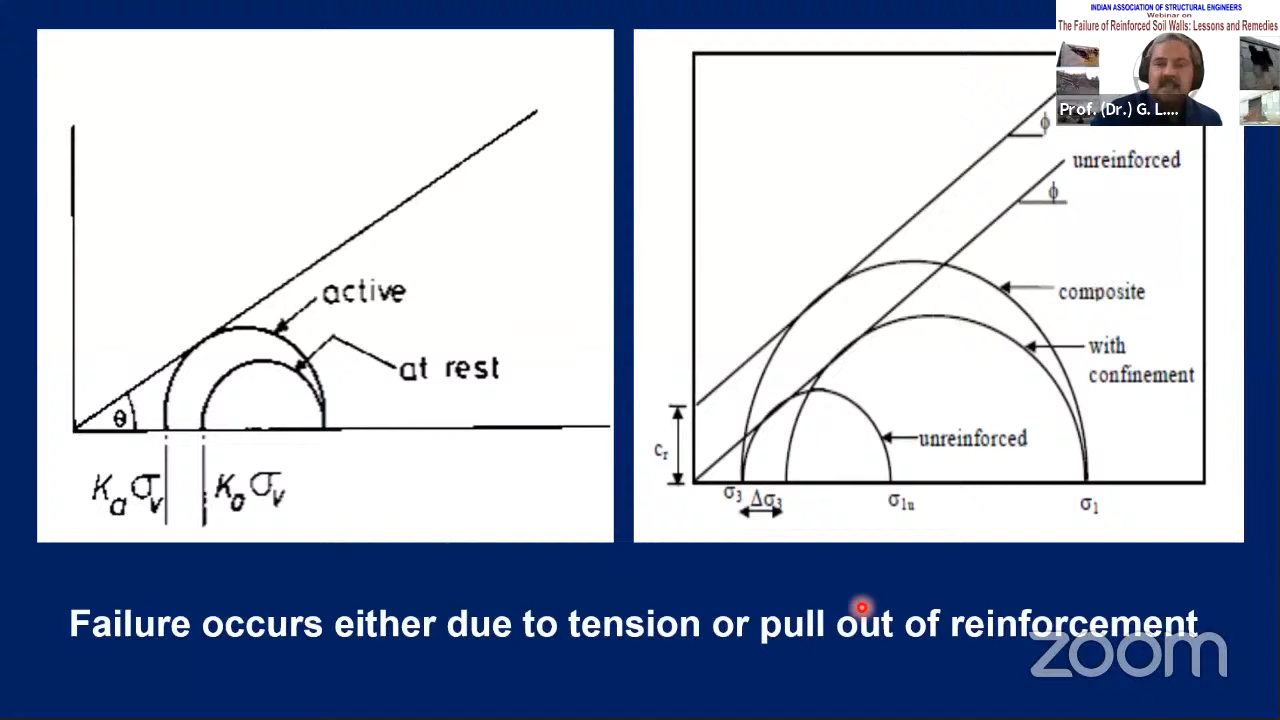 INDIAN ASSOCIATION OF STRUCTURAL ENGINEERS
Webinar on
The Failure of Reinforced Soil Walls: Lessons and Remedies
Prof. (Dr.) G. L....
active
at rest
θ
Kaσv
Koσv
ϕ
unreinforced
ϕ
composite
with
confinement
unreinforced
cr
σ3
Δσ3
σ1u
σ1
Failure occurs either due to tension or pull out of reinforcement
zoom